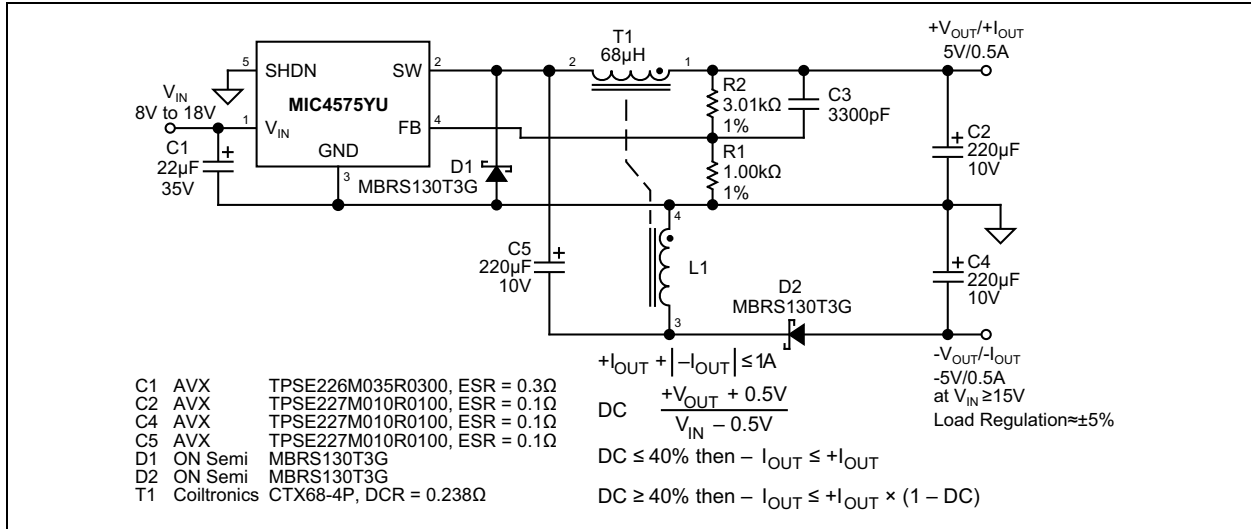 T1
68µH
+VOUT/+IOUT
5V/0.5A
5
SHDN
SW
2
2
1
MIC4575YU
VIN
8V to 18V
1
VIN
FB
4
GND
3
R2
3.01kΩ
1%
C3
3300pF
C1
22µF
35V
+
D1
MBRS130T3G
R1
1.00kΩ
1%
+
C2
220µF
10V
4
C5
220µF
10V
+
L1
+
C4
220µF
10V
D2
MBRS130T3G
3
-VOUT/-IOUT
-5V/0.5A
at VIN ≥15V
Load Regulation≈±5%
+IOUT + |–IOUT| ≤ 1A
DC +VOUT + 0.5V
VIN – 0.5V
DC ≤ 40% then – IOUT ≤ +IOUT
DC ≥ 40% then – IOUT ≤ +IOUT × (1 – DC)
C1 AVX TPSE226M035R0300, ESR = 0.3Ω
C2 AVX TPSE227M010R0100, ESR = 0.1Ω
C4 AVX TPSE227M010R0100, ESR = 0.1Ω
C5 AVX TPSE227M010R0100, ESR = 0.1Ω
D1 ON Semi MBRS130T3G
D2 ON Semi MBRS130T3G
T1 Coiltronics CTX68-4P, DCR = 0.238Ω